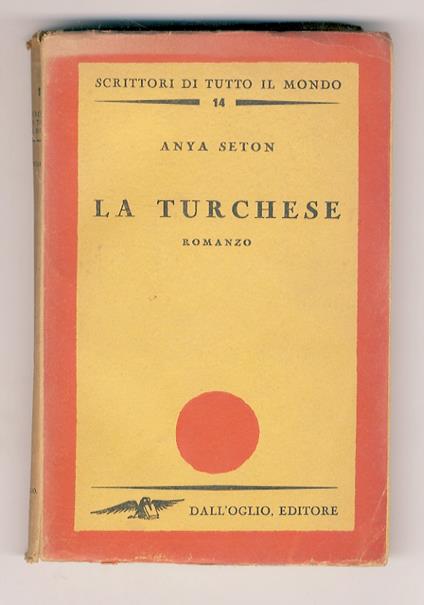 SCRITTORI DI TUTTO IL MONDO
14
ANYA SETON
LA TURCHESE
ROMANZO
DALL'OGLIO, EDITORE